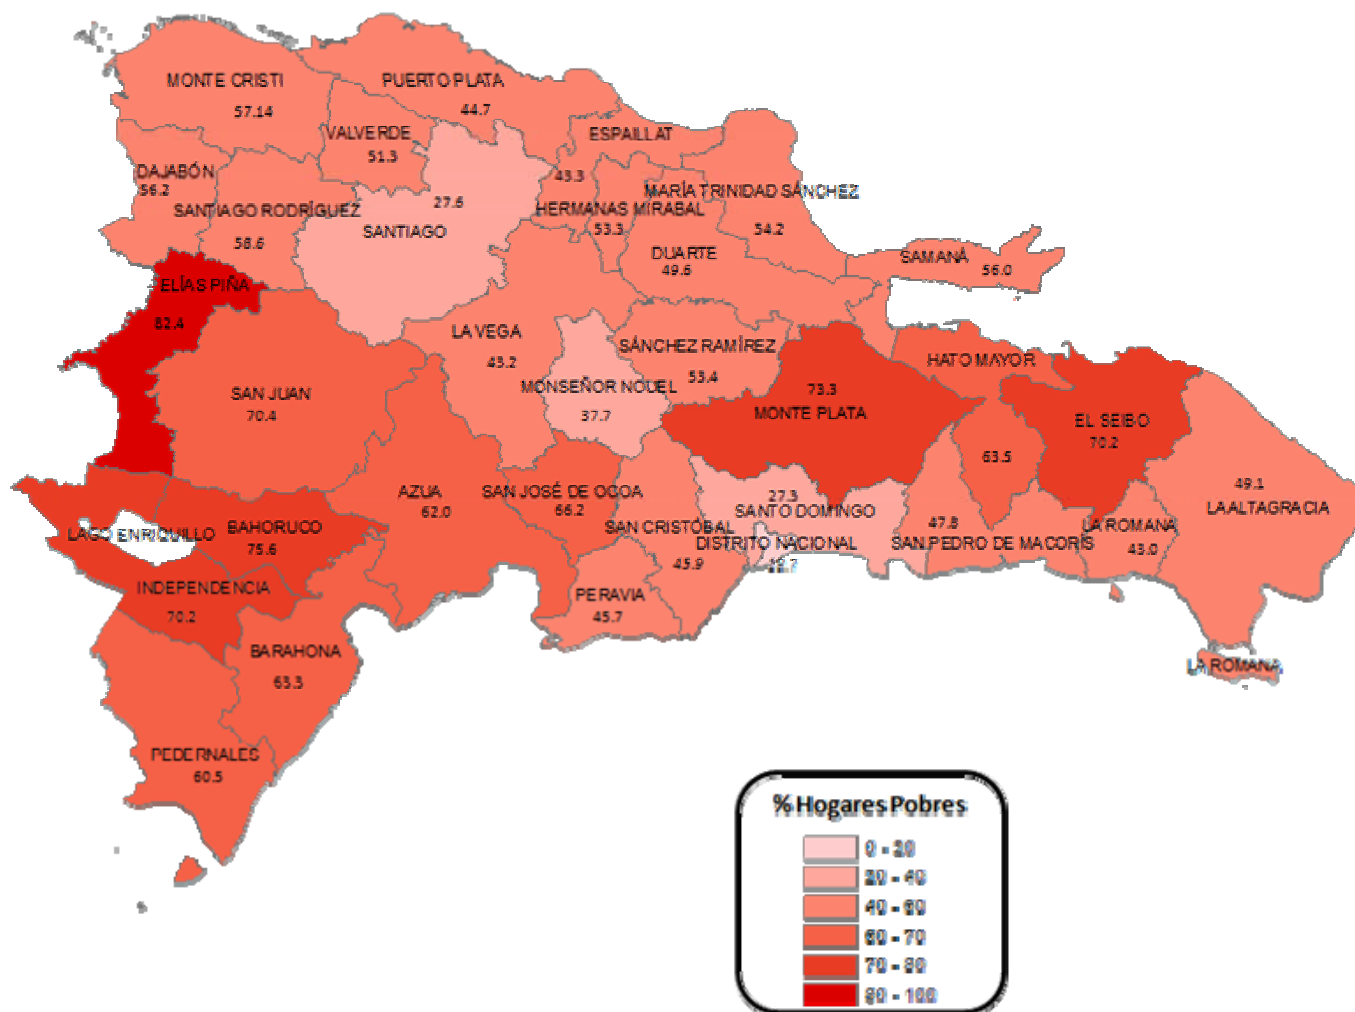 MONTE CRISTI
57.14
PUERTO PLATA
44.7
VALVERDE
51.3
ESPAILLAT
43.3
DAJABÓN
56.2
SANTIAGO RODRÍGUEZ
58.6
27.6
SANTIAGO
HERMANAS MIRABAL
53.3
MARÍA TRINIDAD SÁNCHEZ
54.2
DUARTE
49.6
SAMANÁ
56.0
ELÍAS PIÑA
82.4
LA VEGA
43.2
SÁNCHEZ RAMÍREZ
53.4
HATO MAYOR
63.5
SAN JUAN
70.4
MONSEÑOR NOUEL
37.7
73.3
MONTE PLATA
EL SEIBO
70.2
49.1
LA ALTAGRACIA
AZUA
62.0
SAN JOSÉ DE OCOA
66.2
27.3
SANTO DOMINGO
LAGO ENRIQUILLO
BAHORUCO
75.6
SAN CRISTÓBAL
45.9
DISTRITO NACIONAL
47.8
SAN PEDRO DE MACORÍS
LA ROMANA
43.0
INDEPENDENCIA
70.2
PERAVIA
45.7
BARAHONA
63.3
LA ROMANA
PEDERNALES
60.5
% Hogares Pobres
0 - 20
20 - 40
40 - 60
60 - 70
70 - 80
80 - 100